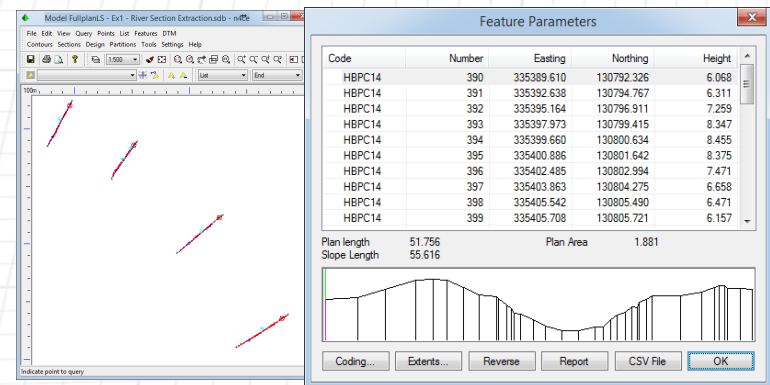 Model FullplanLS - Ex1 - River Section Extraction.sdb - n4ce
File Edit View Query Points List Features DTM
Contours Sections Design Partitions Tools Settings Help
1:500
List End
100m
Indicate point to query
Feature Parameters
Code Number Easting Northing Height
HBPC14 390 335389.610 130792.326 6.068
HBPC14 391 335392.638 130794.767 6.311
HBPC14 392 335395.164 130796.911 7.259
HBPC14 393 335397.973 130799.415 8.347
HBPC14 394 335399.660 130800.634 8.455
HBPC14 395 335400.886 130801.642 8.375
HBPC14 396 335402.485 130802.994 7.471
HBPC14 397 335403.863 130804.275 6.658
HBPC14 398 335405.542 130805.490 6.471
HBPC14 399 335405.708 130805.721 6.157
Plan length 51.756 Plan Area 1.881
Slope Length 55.616
Coding... Extents... Reverse Report CSV File OK